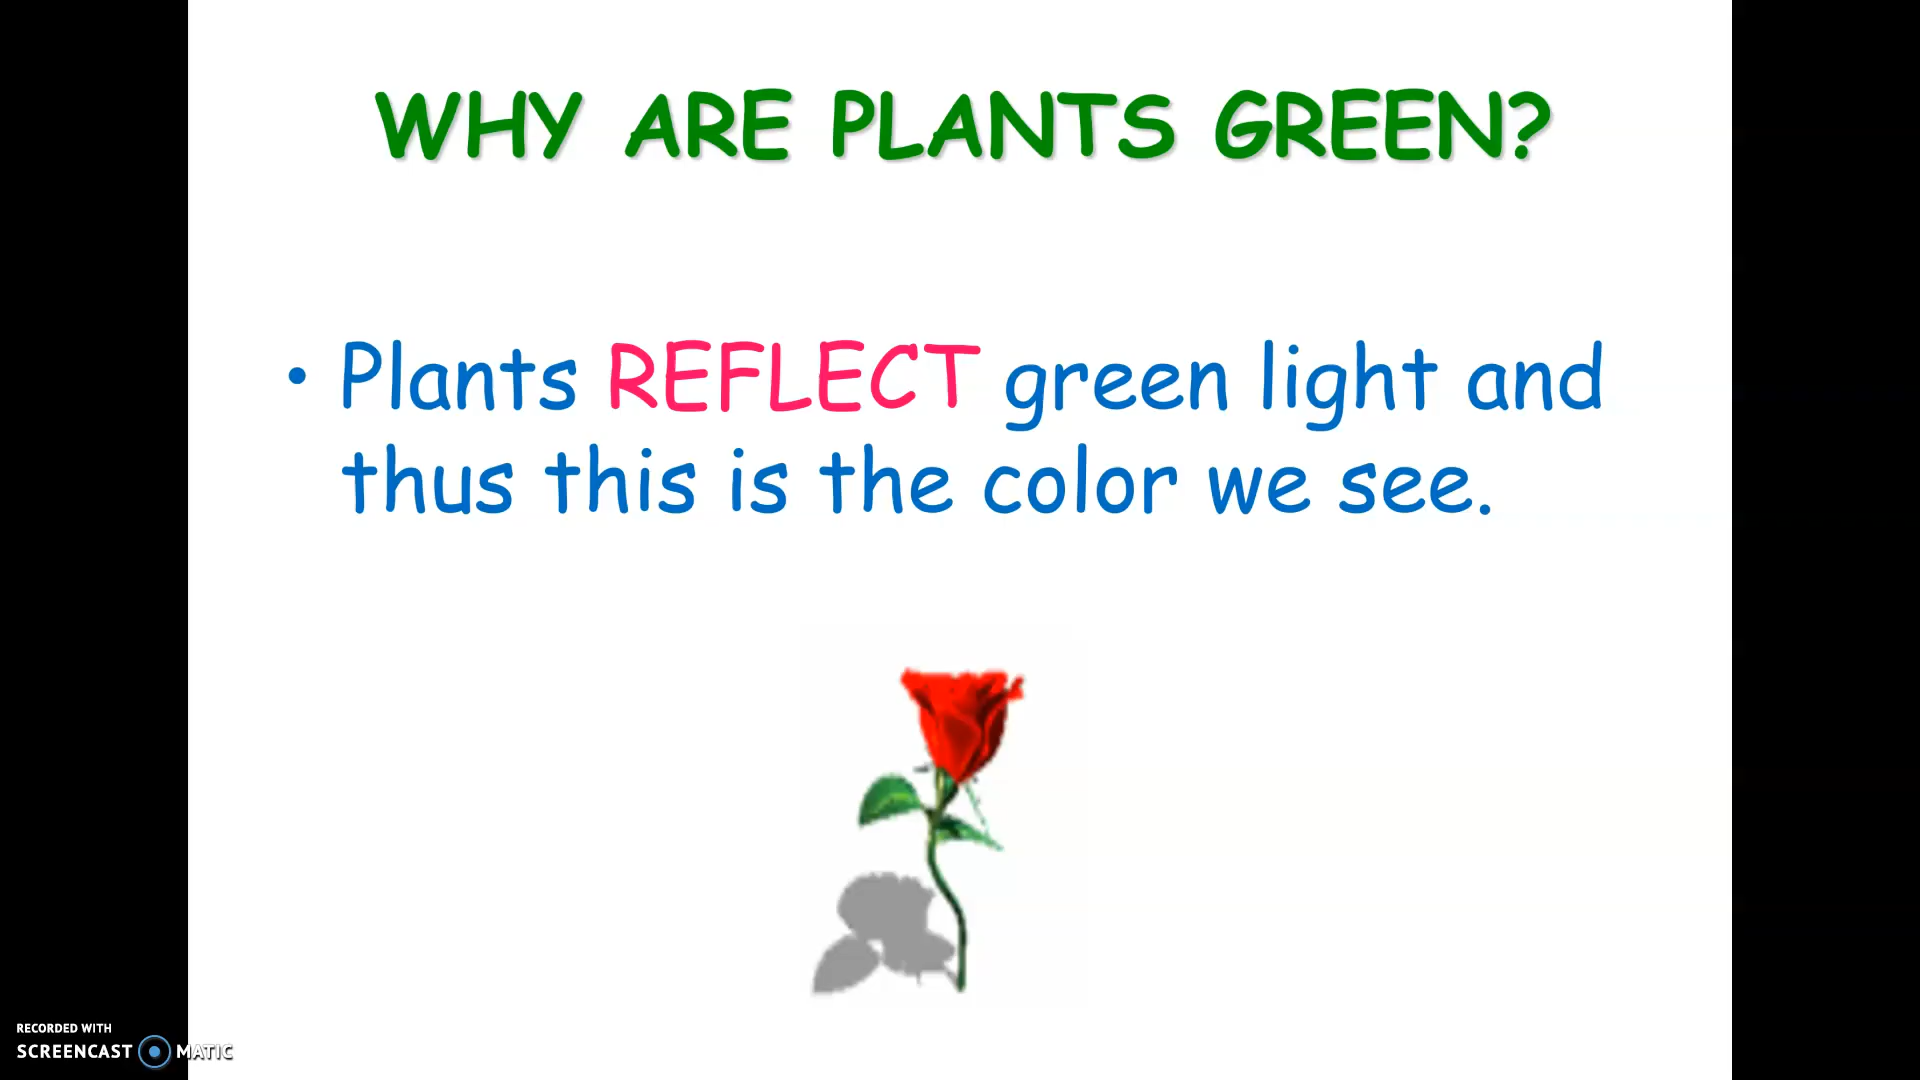 WHY ARE PLANTS GREEN?
• Plants REFLECT green light and
thus this is the color we see.
RECORDED WITH
SCREENCAST MATIC